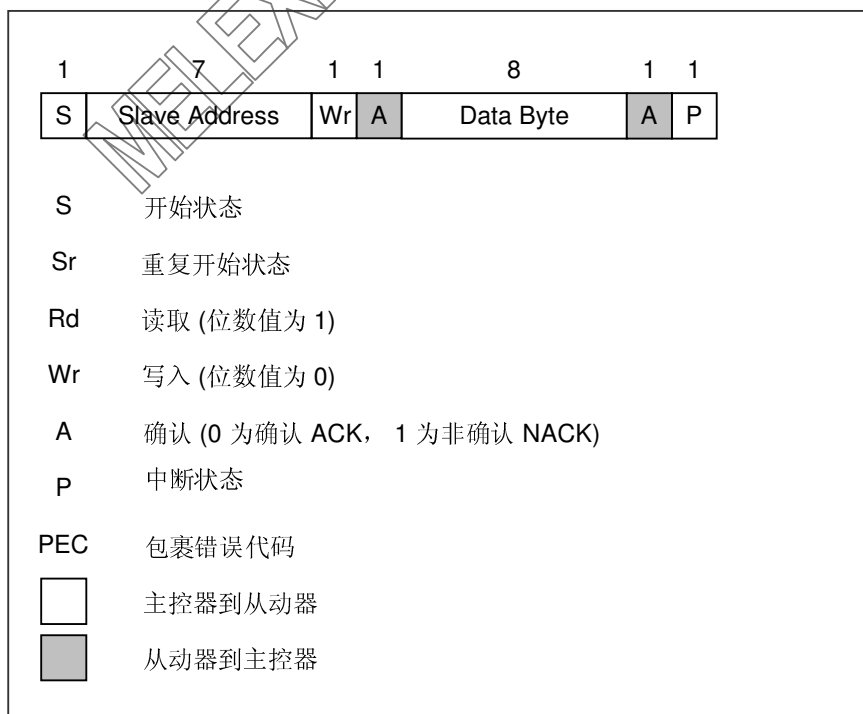 1 7 1 1 8 1 1
S Slave Address Wr A Data Byte A P
S 开始状态
Sr 重复开始状态
Rd 读取 (位数值为 1)
Wr 写入 (位数值为 0)
A 确认 (0 为确认 ACK， 1 为非确认 NACK)
P 中断状态
PEC 包裹错误代码
主控器到从动器
从动器到主控器
MELEXI